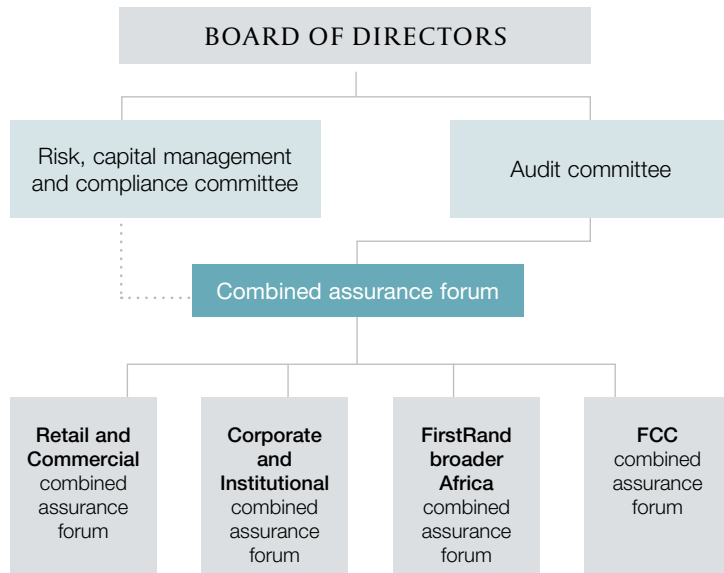 BOARD OF DIRECTORS
Risk, capital management
and compliance committee
Audit committee
Combined assurance forum
Retail and
Commercial
combined
assurance
forum
Corporate
and
Institutional
combined
assurance
forum
FirstRand
broader
Africa
combined
assurance
forum
FCC
combined
assurance
forum